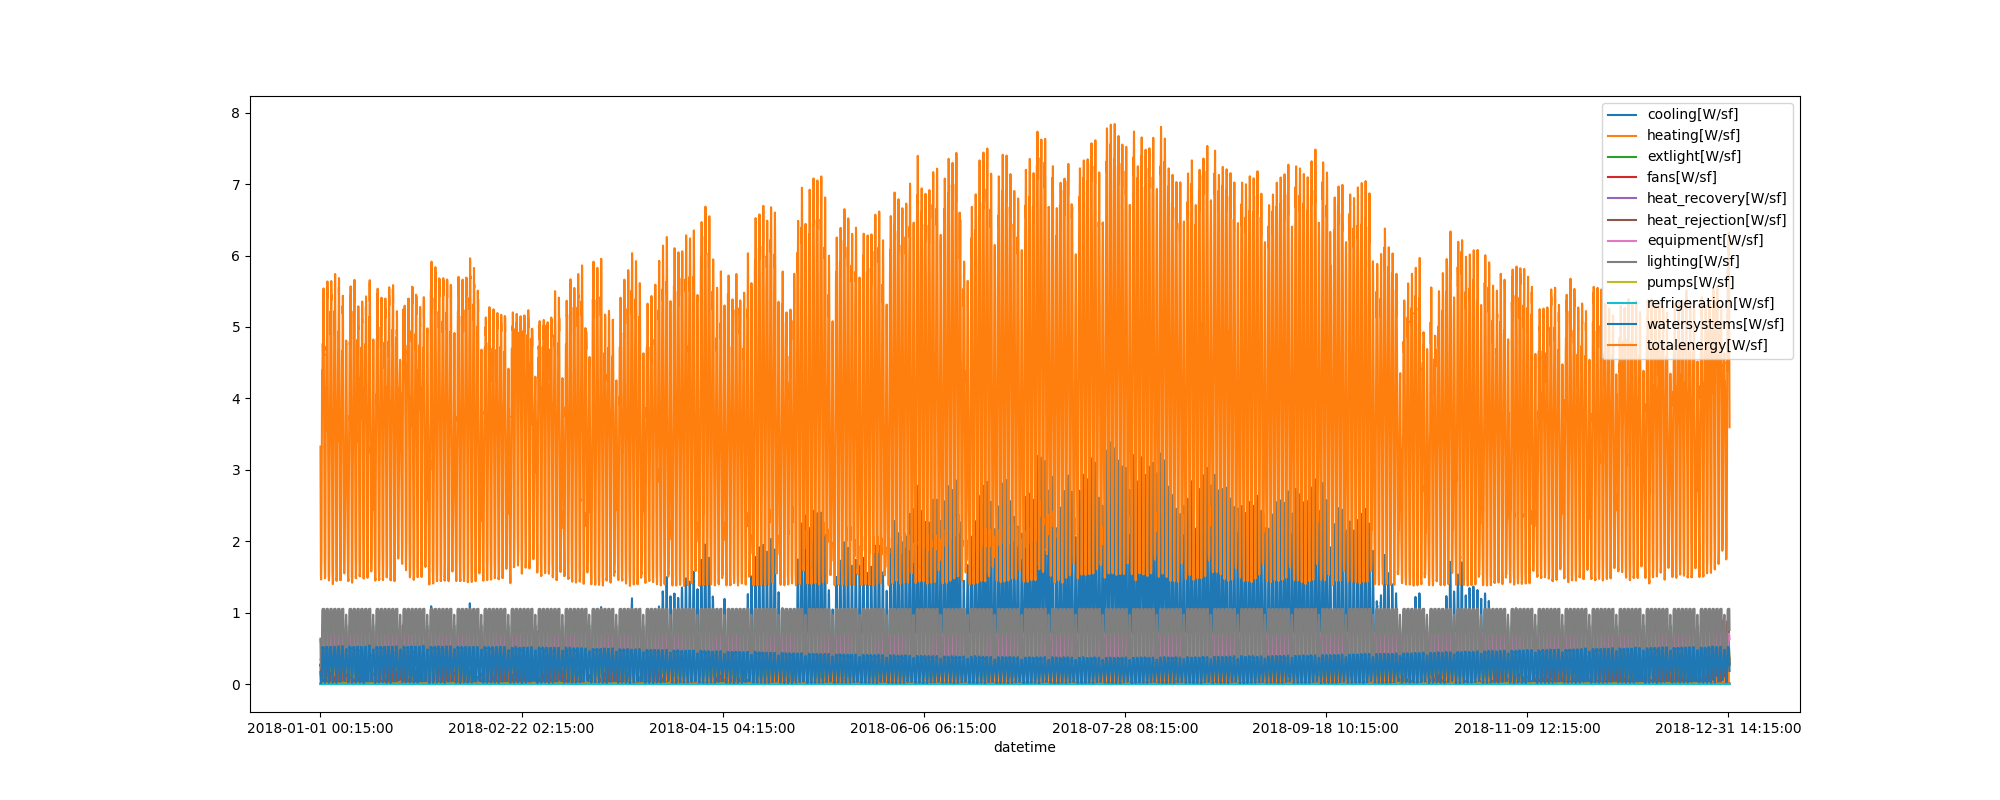 8
7
6
5
4
3
2
1
0
cooling[W/sf]
heating[W/sf]
extlight[W/sf]
fans[W/sf]
heat_recovery[W/sf]
heat_rejection[W/sf]
equipment[W/sf]
lighting[W/sf]
pumps[W/sf]
refrigeration[W/sf]
watersystems[W/sf]
totalenergy[W/sf]
2018-01-01 00:15:00 2018-02-22 02:15:00 2018-04-15 04:15:00 2018-06-06 06:15:00 2018-07-28 08:15:00 2018-09-18 10:15:00 2018-11-09 12:15:00 2018-12-31 14:15:00
datetime